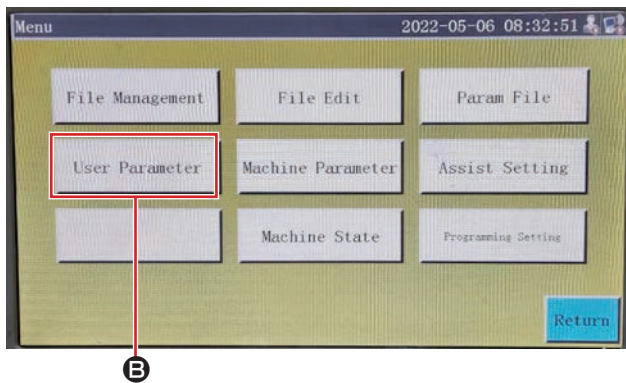 Menu 2022-05-06 08:32:51
File Management File Edit Param File
User Parameter Machine Parameter Assist Setting
Machine State Programming Setting
Return
B